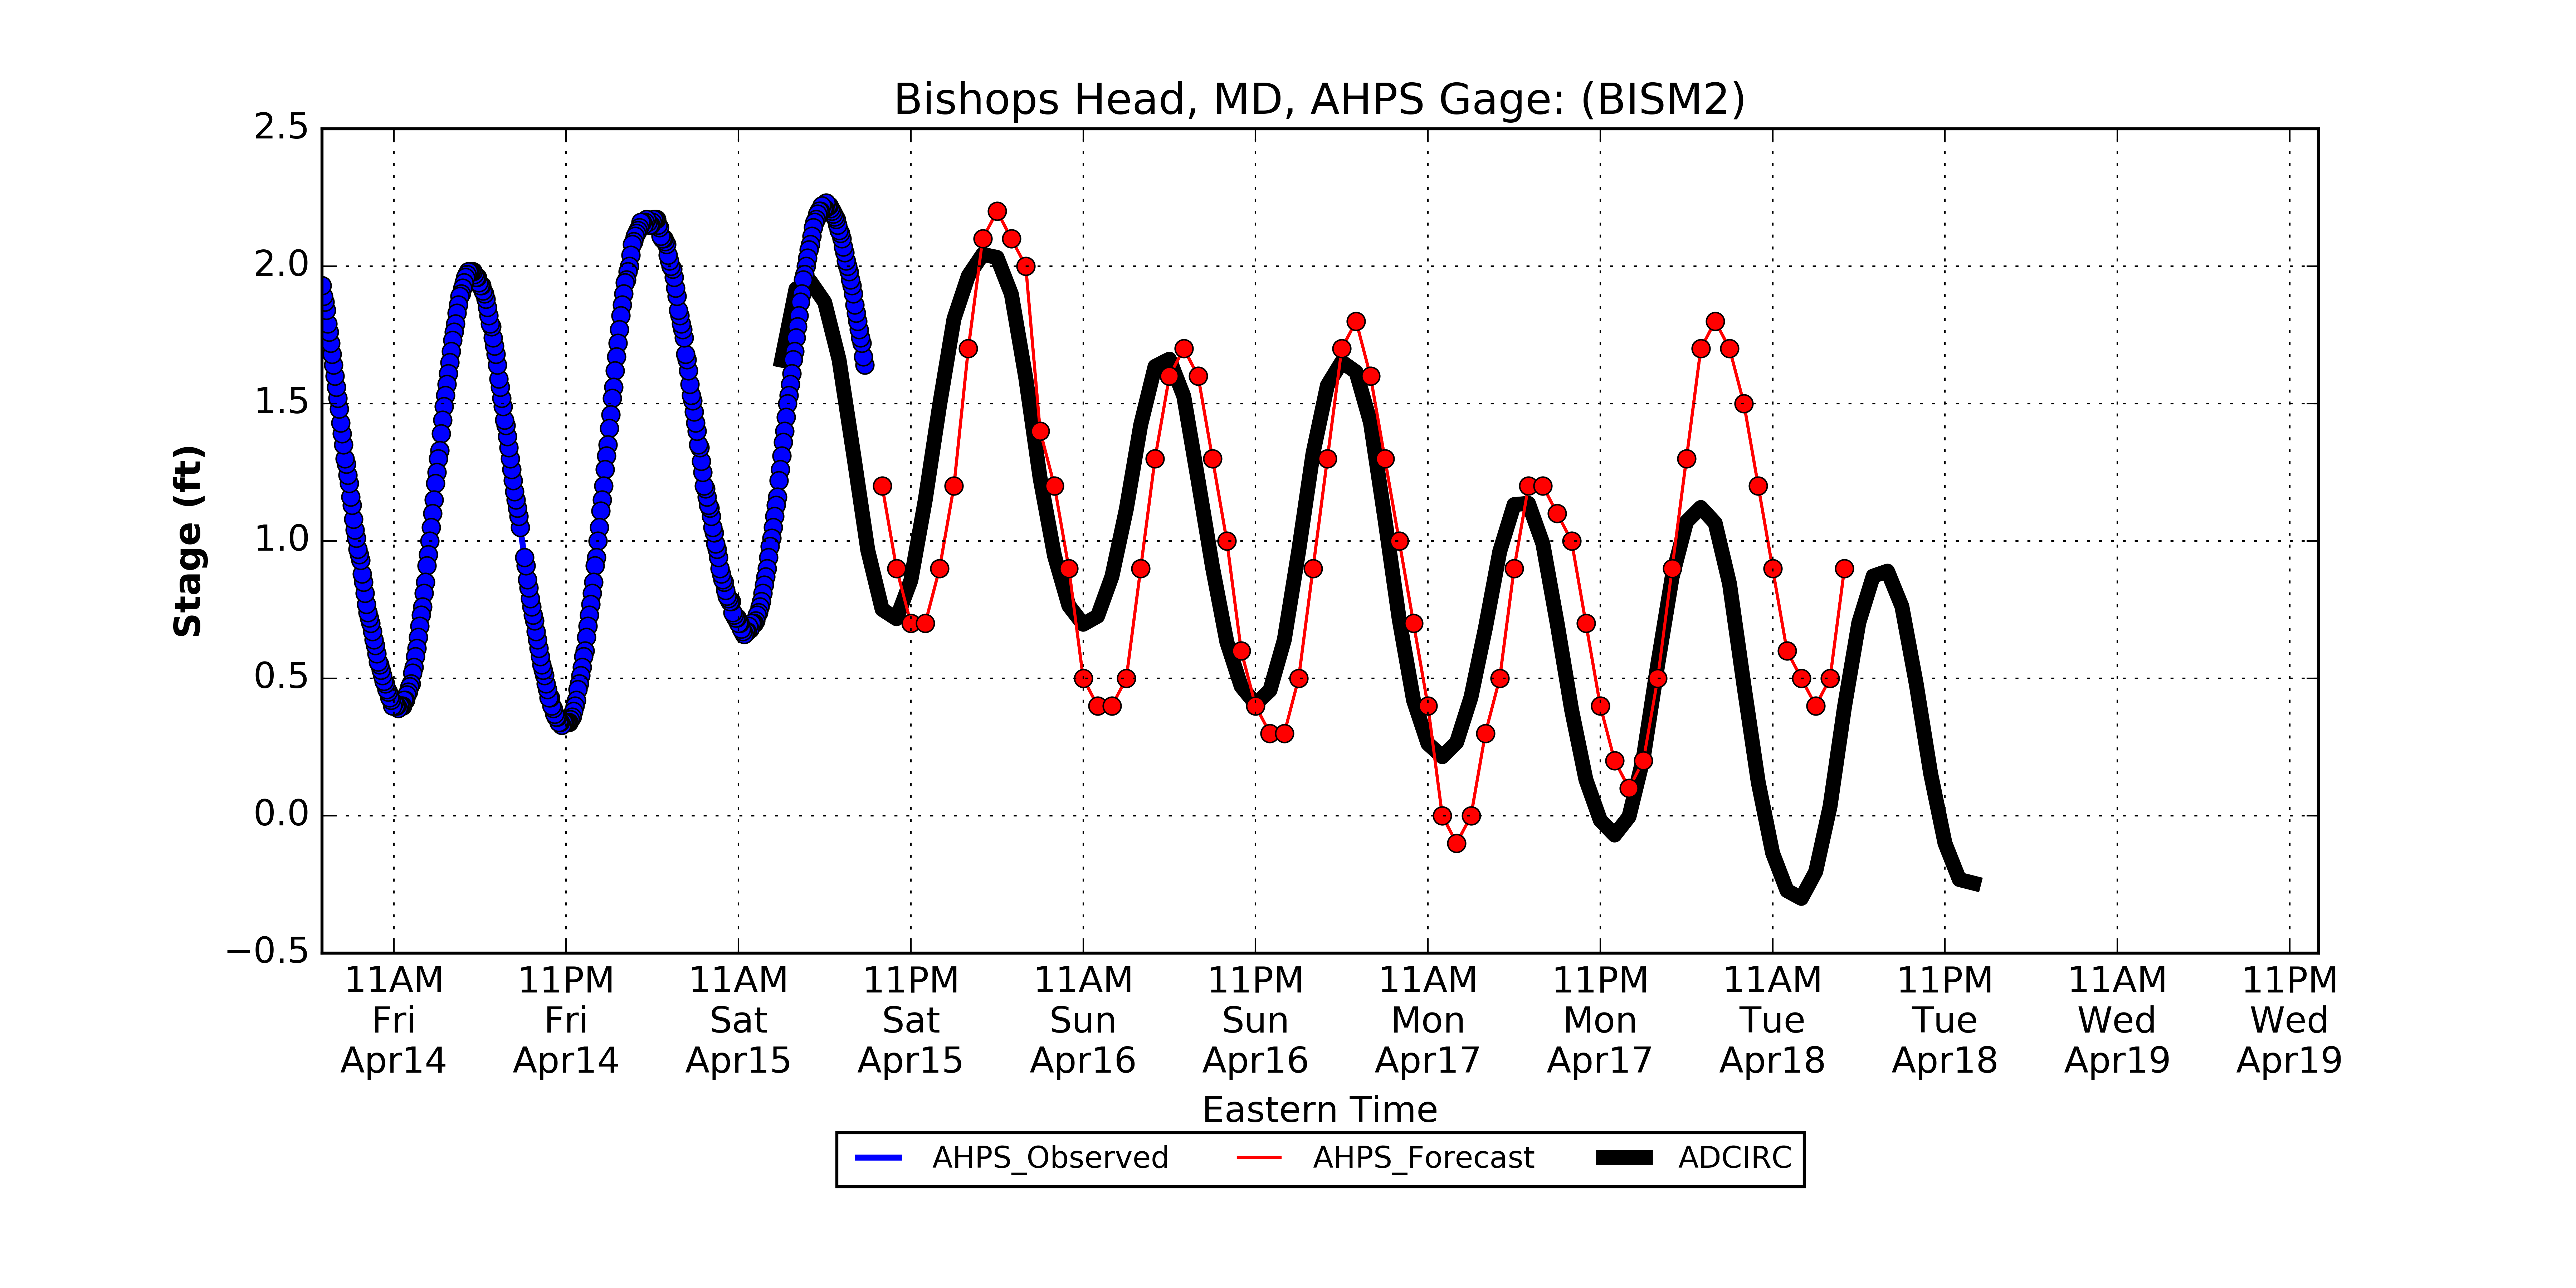 Bishops Head, MD, AHPS Gage: (BISM2)
2.5
2.0
1.5
1.0
0.5
0.0
−0.5
Stage (ft)
11AM 11PM 11AM 11PM 11AM 11PM 11AM 11PM 11AM 11PM 11AM 11PM
Fri Fri Sat Sat Sun Sun Mon Mon Tue Tue Wed Wed
Apr14 Apr14 Apr15 Apr15 Apr16 Apr16 Apr17 Apr17 Apr18 Apr18 Apr19 Apr19
Eastern Time
AHPS_Observed AHPS_Forecast ADCIRC